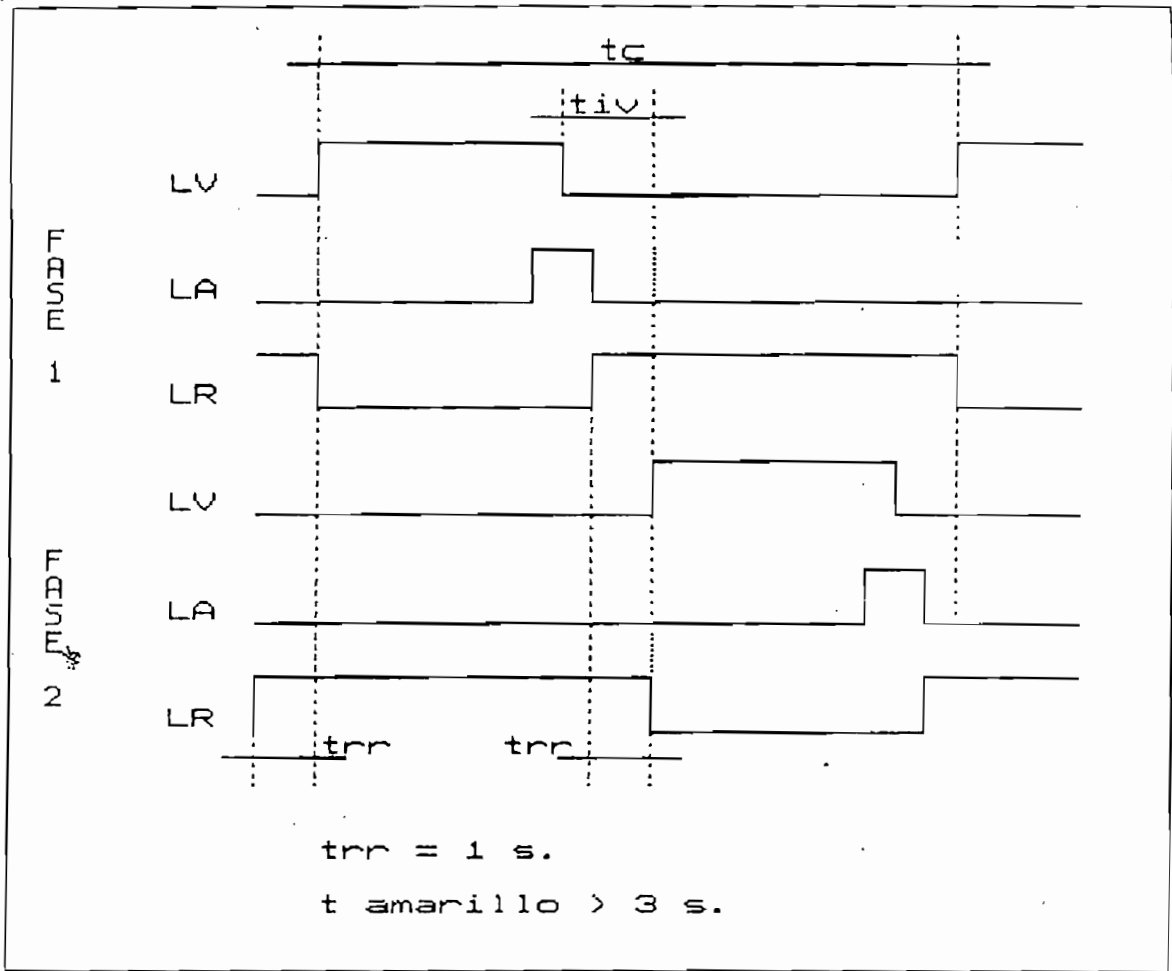 tc
tiv
LV
FASE 1
LA
LR
LV
FASE 2
LA
LR
trr trr
trr = 1 s.
t amarillo > 3 s.